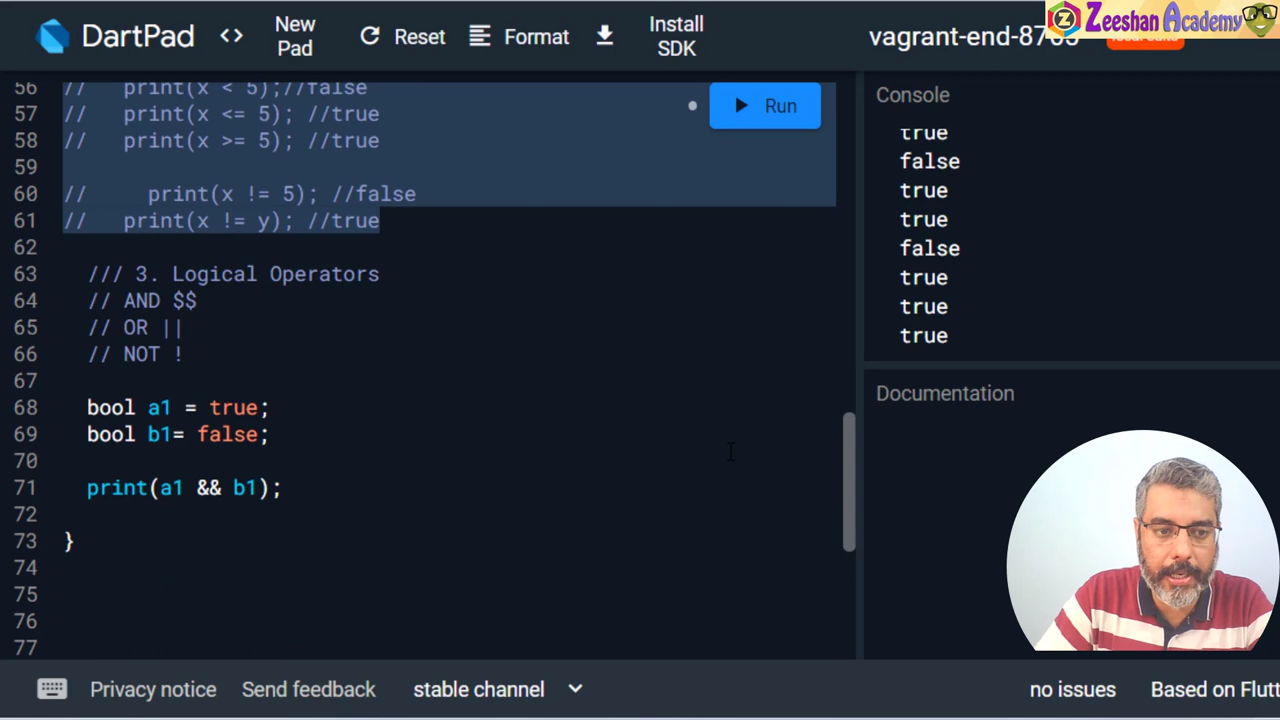 DartPad <> New Pad Reset Format Install SDK
Zeeshan Academy
56 //   print(x < 5);//false
57 //   print(x <= 5); //true
58 //   print(x >= 5); //true
59
60 //     print(x != 5); //false
61 //   print(x != y); //true
62
63 /// 3. Logical Operators
64 // AND $$
65 // OR ||
66 // NOT !
67
68 bool a1 = true;
69 bool b1= false;
70
71 print(a1 && b1);
72
73 }
74
75
76
77
Run
Console
true
false
true
true
false
true
true
true
Documentation
Privacy notice Send feedback stable channel no issues Based on Flutt